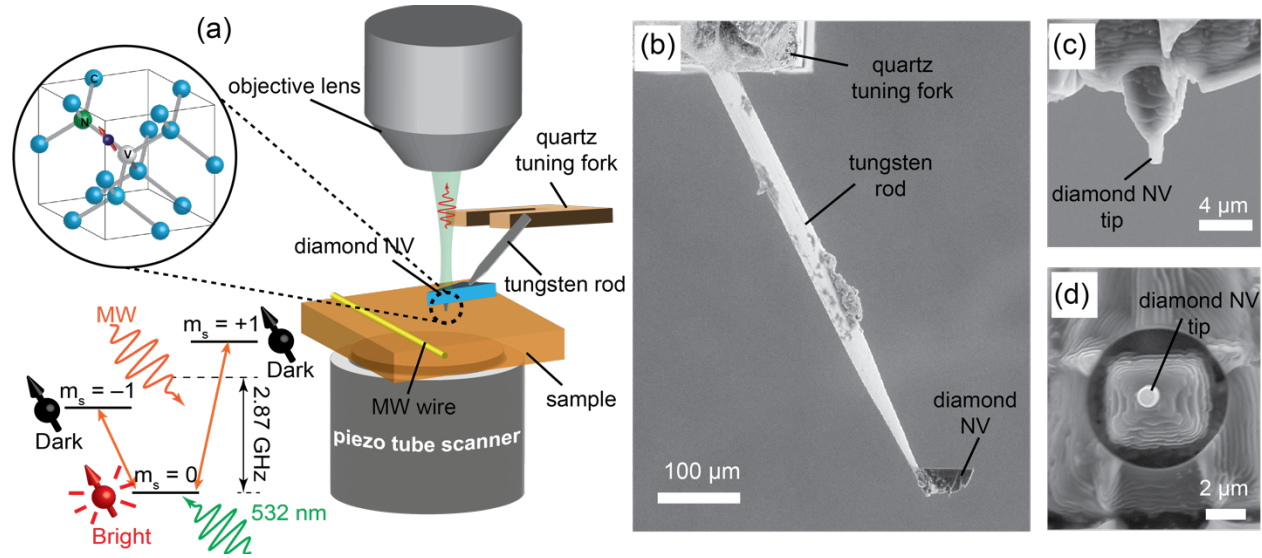 (a)
objective lens
C
N
V
quartz
tuning fork
diamond NV
tungsten rod
MW
m_s = +1
Dark
m_s = −1
Dark
2.87 GHz
m_s = 0
532 nm
Bright
MW wire
sample
piezo tube scanner
(b)
quartz
tuning fork
tungsten
rod
diamond
NV
100 μm
(c)
diamond NV
tip
4 μm
(d)
diamond NV
tip
2 μm